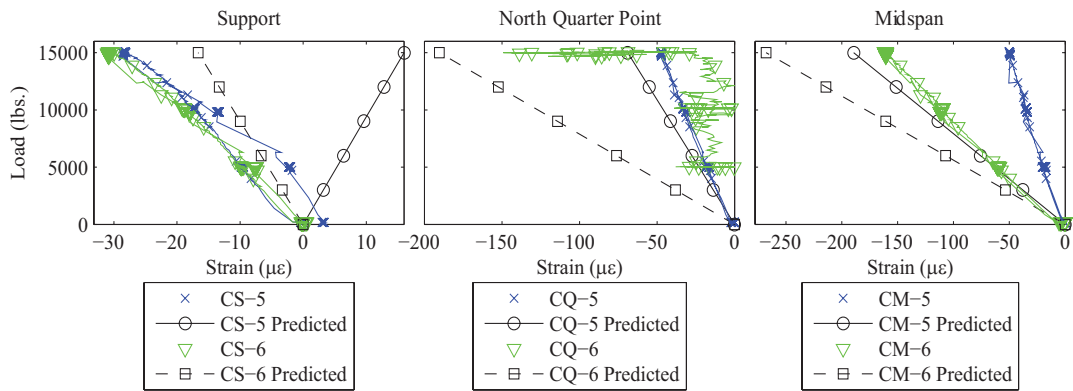 Support
North Quarter Point
Midspan
Load (lbs.)
15000
10000
5000
0
−30 −20 −10 0 10
−200 −150 −100 −50 0
−250 −200 −150 −100 −50 0
Strain (με)
Strain (με)
Strain (με)
CS−5
CS−5 Predicted
CS−6
CS−6 Predicted
CQ−5
CQ−5 Predicted
CQ−6
CQ−6 Predicted
CM−5
CM−5 Predicted
CM−6
CM−6 Predicted